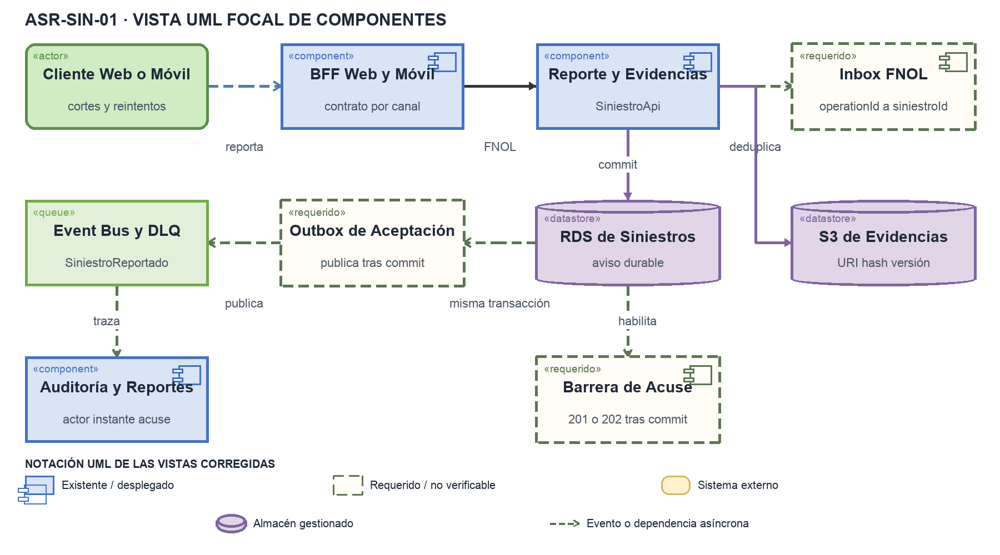 ASR-SIN-01 · VISTA UML FOCAL DE COMPONENTES
«actor»
Cliente Web o Móvil
cortes y reintentos
«component»
BFF Web y Móvil
contrato por canal
«component»
Reporte y Evidencias
SiniestroApi
«requerido»
Inbox FNOL
operationId a siniestroId
reporta
FNOL
deduplica
commit
«queue»
Event Bus y DLQ
SiniestroReportado
«requerido»
Outbox de Aceptación
publica tras commit
«datastore»
RDS de Siniestros
aviso durable
«datastore»
S3 de Evidencias
URI hash versión
publica
misma transacción
traza
habilita
«component»
Auditoría y Reportes
actor instante acuse
«requerido»
Barrera de Acuse
201 o 202 tras commit
NOTACIÓN UML DE LAS VISTAS CORREGIDAS
Existente / desplegado
Requerido / no verificable
Sistema externo
Almacén gestionado
Evento o dependencia asíncrona